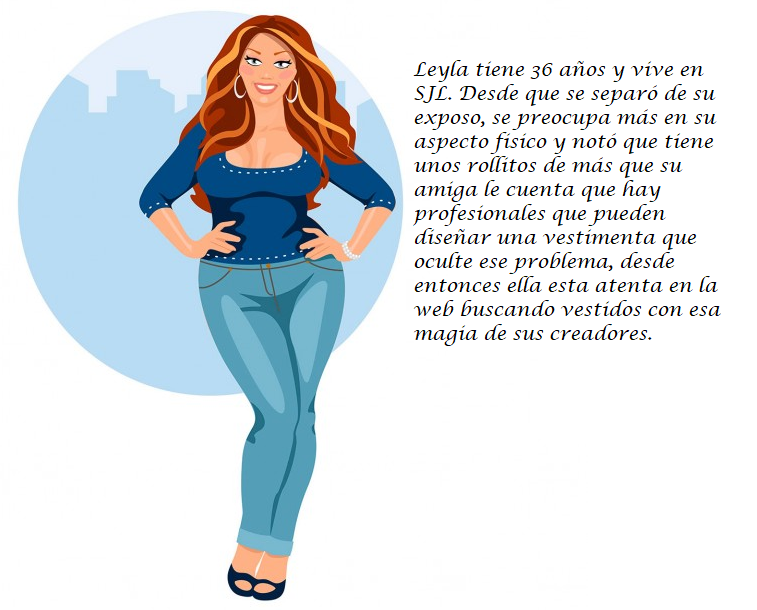 Leyla tiene 36 años y vive en
SJL. Desde que se separó de su
exposo, se preocupa más en su
aspecto físico y notó que tiene
unos rollitos de más que su
amiga le cuenta que hay
profesionales que pueden
diseñar una vestimenta que
oculte ese problema, desde
entonces ella esta atenta en la
web buscando vestidos con esa
magia de sus creadores.